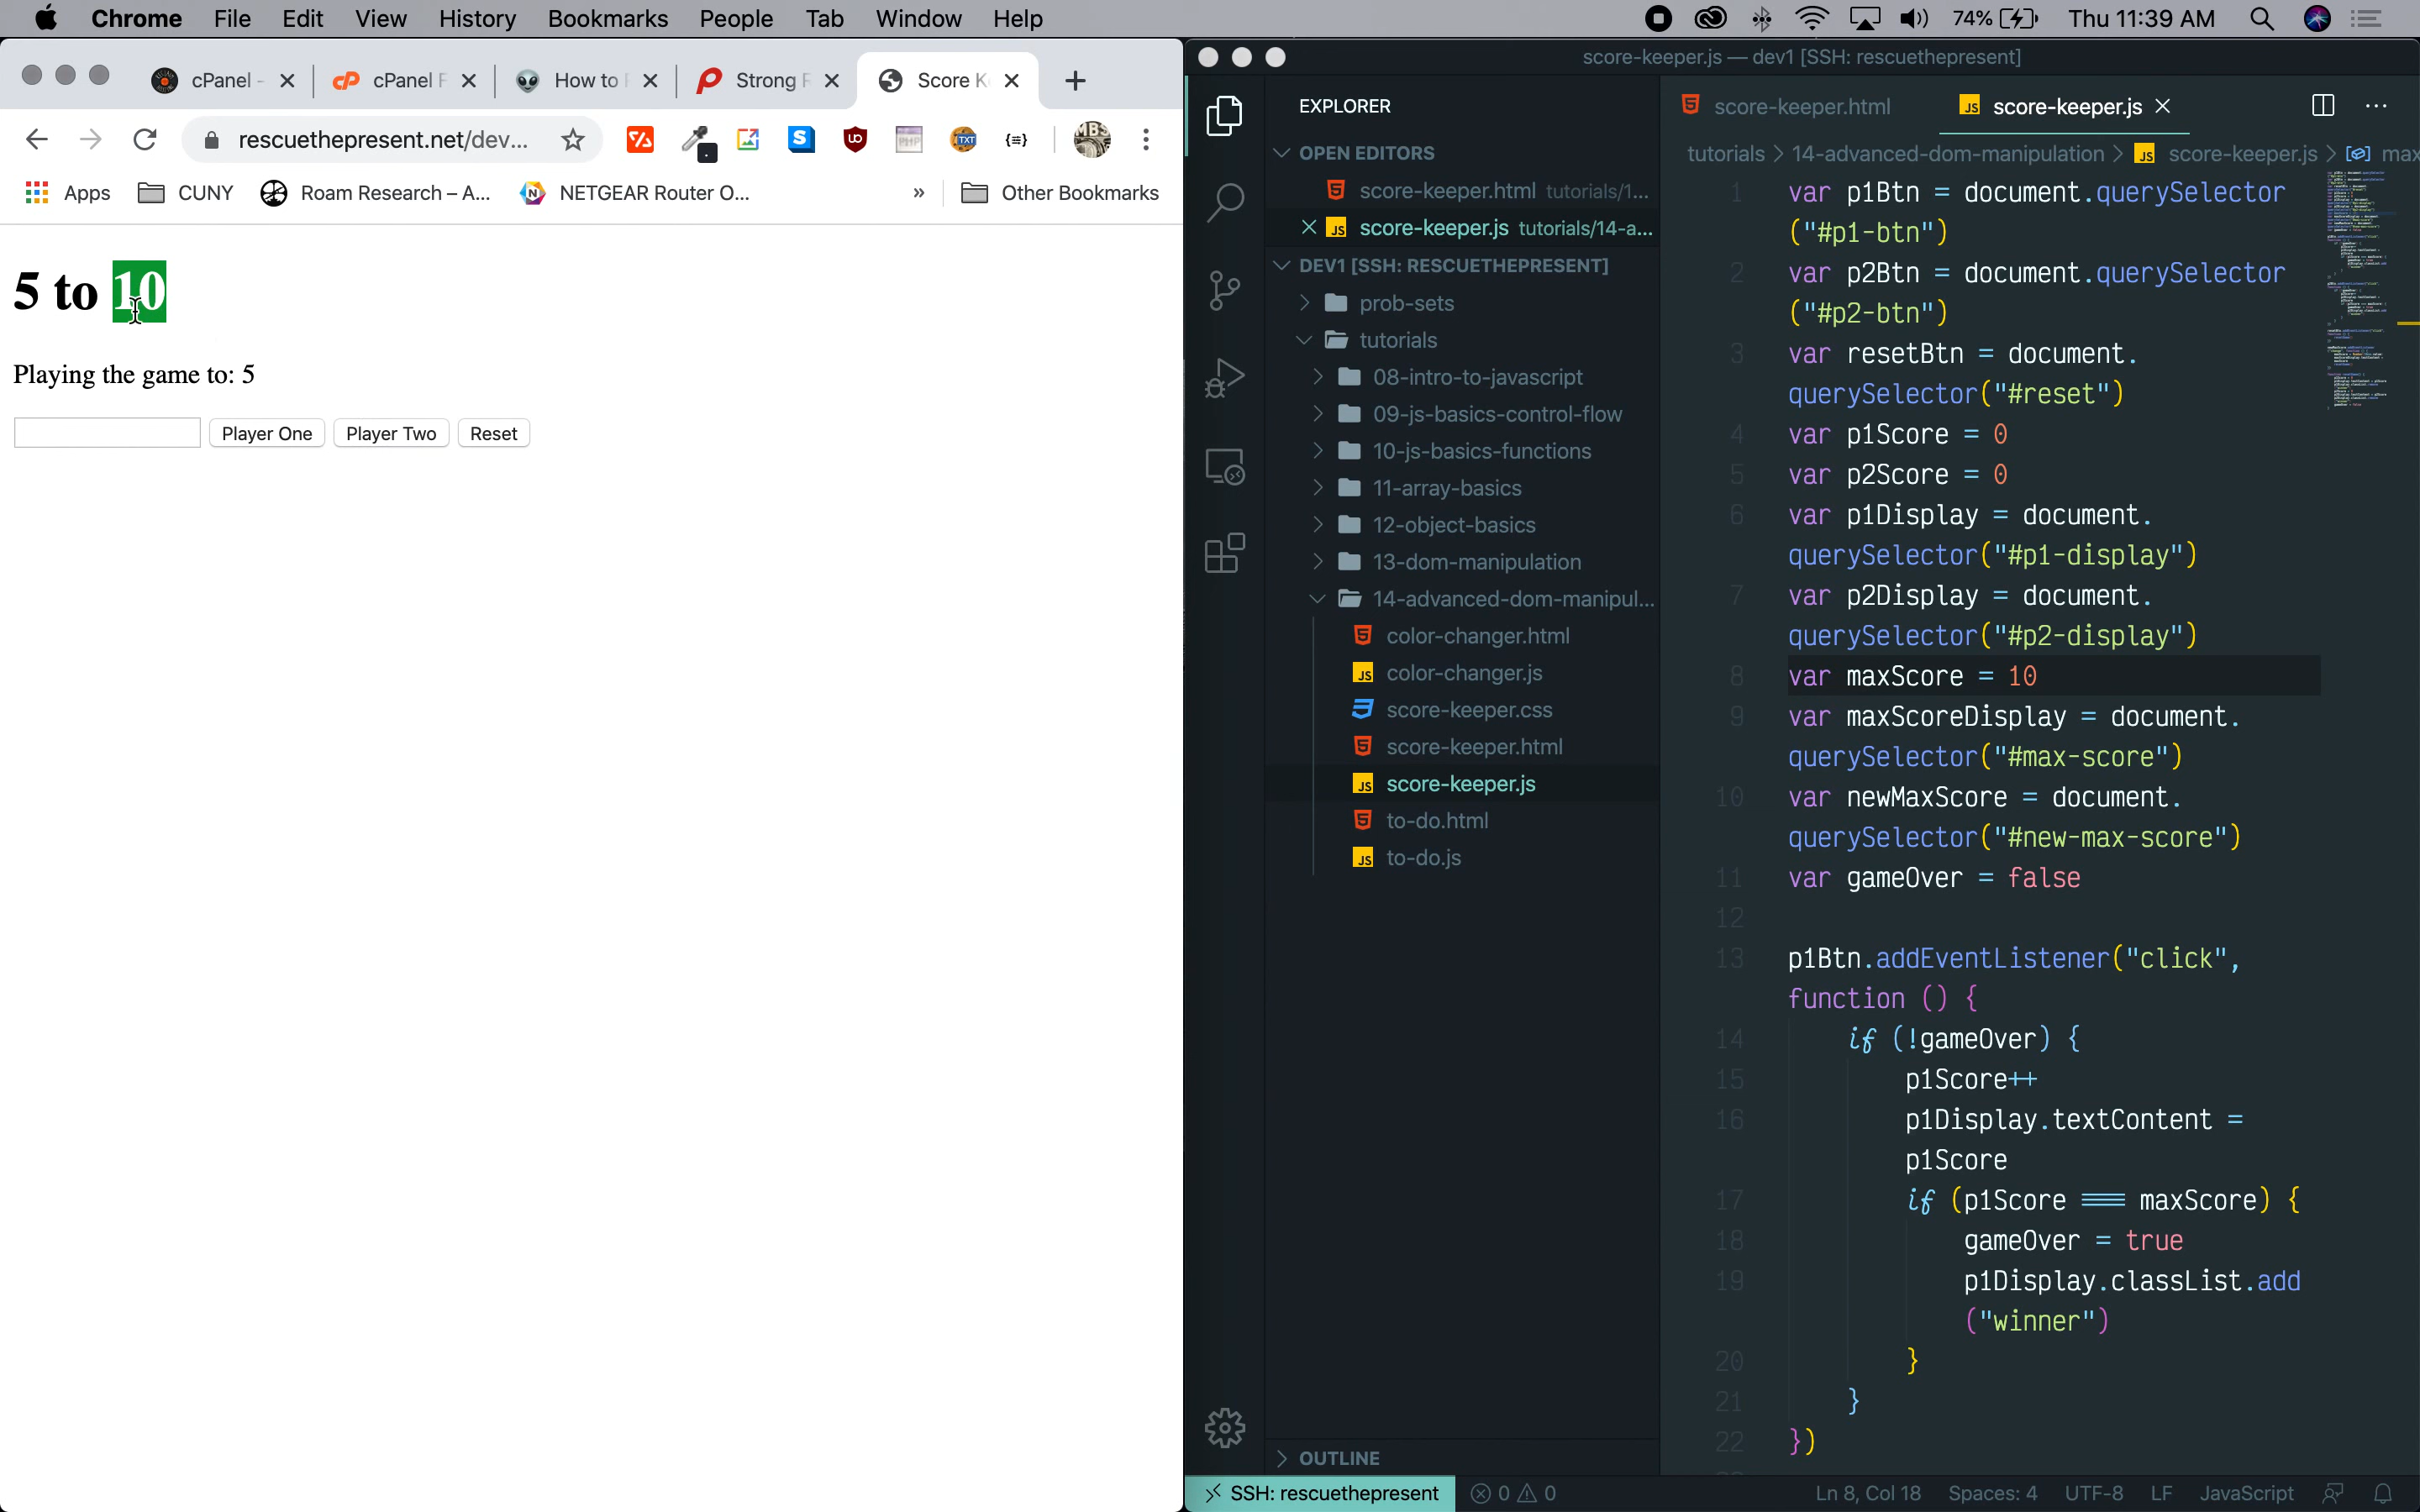 Chrome File Edit View History Bookmarks People Tab Window Help 74% Thu 11:39 AM
cPanel - cPanel F How to Strong F Score K
rescuethepresent.net/dev...
Apps CUNY Roam Research – A... NETGEAR Router O... » Other Bookmarks
5 to 10
Playing the game to: 5
Player One Player Two Reset
score-keeper.js — dev1 [SSH: rescuethepresent]
EXPLORER
OPEN EDITORS
score-keeper.html tutorials/1...
score-keeper.js tutorials/14-a...
DEV1 [SSH: RESCUETHEPRESENT]
prob-sets
tutorials
08-intro-to-javascript
09-js-basics-control-flow
10-js-basics-functions
11-array-basics
12-object-basics
13-dom-manipulation
14-advanced-dom-manipul...
color-changer.html
color-changer.js
score-keeper.css
score-keeper.html
score-keeper.js
to-do.html
to-do.js
OUTLINE
score-keeper.html score-keeper.js
tutorials > 14-advanced-dom-manipulation > JS score-keeper.js > max
1 var p1Btn = document.querySelector
("#p1-btn")
2 var p2Btn = document.querySelector
("#p2-btn")
3 var resetBtn = document.
querySelector("#reset")
4 var p1Score = 0
5 var p2Score = 0
6 var p1Display = document.
querySelector("#p1-display")
7 var p2Display = document.
querySelector("#p2-display")
8 var maxScore = 10
9 var maxScoreDisplay = document.
querySelector("#max-score")
10 var newMaxScore = document.
querySelector("#new-max-score")
11 var gameOver = false
12
13 p1Btn.addEventListener("click",
function () {
14 if (!gameOver) {
15 p1Score++
16 p1Display.textContent =
p1Score
17 if (p1Score === maxScore) {
18 gameOver = true
19 p1Display.classList.add
("winner")
20 }
21 }
22 })
SSH: rescuethepresent 0 0 Ln 8, Col 18 Spaces: 4 UTF-8 LF JavaScript